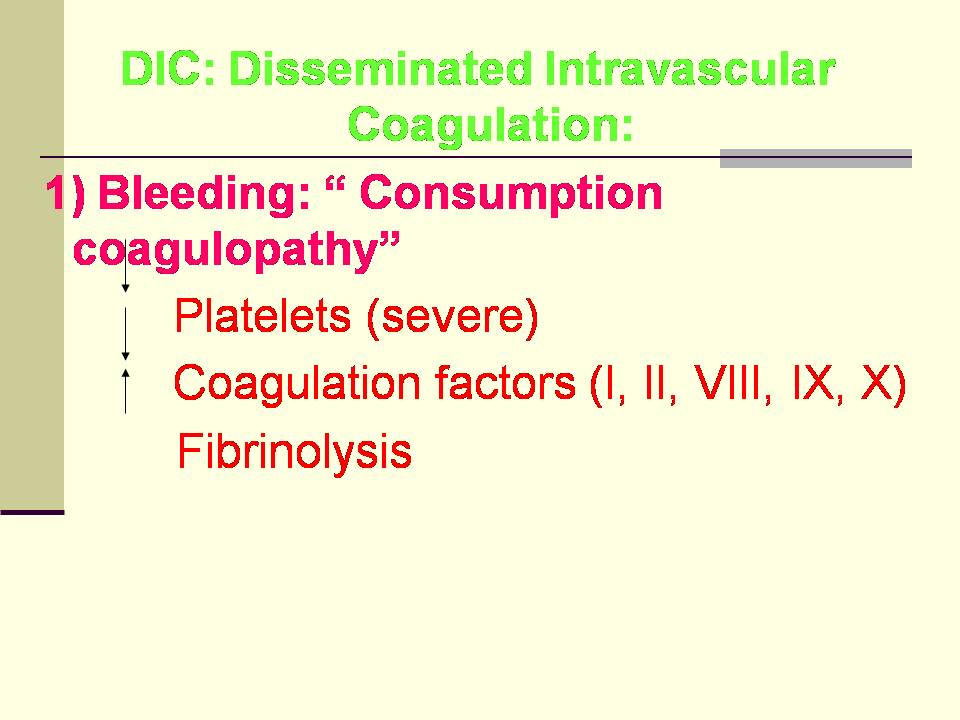 DIC: Disseminated Intravascular
Coagulation:
1) Bleeding: “ Consumption
coagulopathy”
Platelets (severe)
Coagulation factors (I, II, VIII, IX, X)
Fibrinolysis